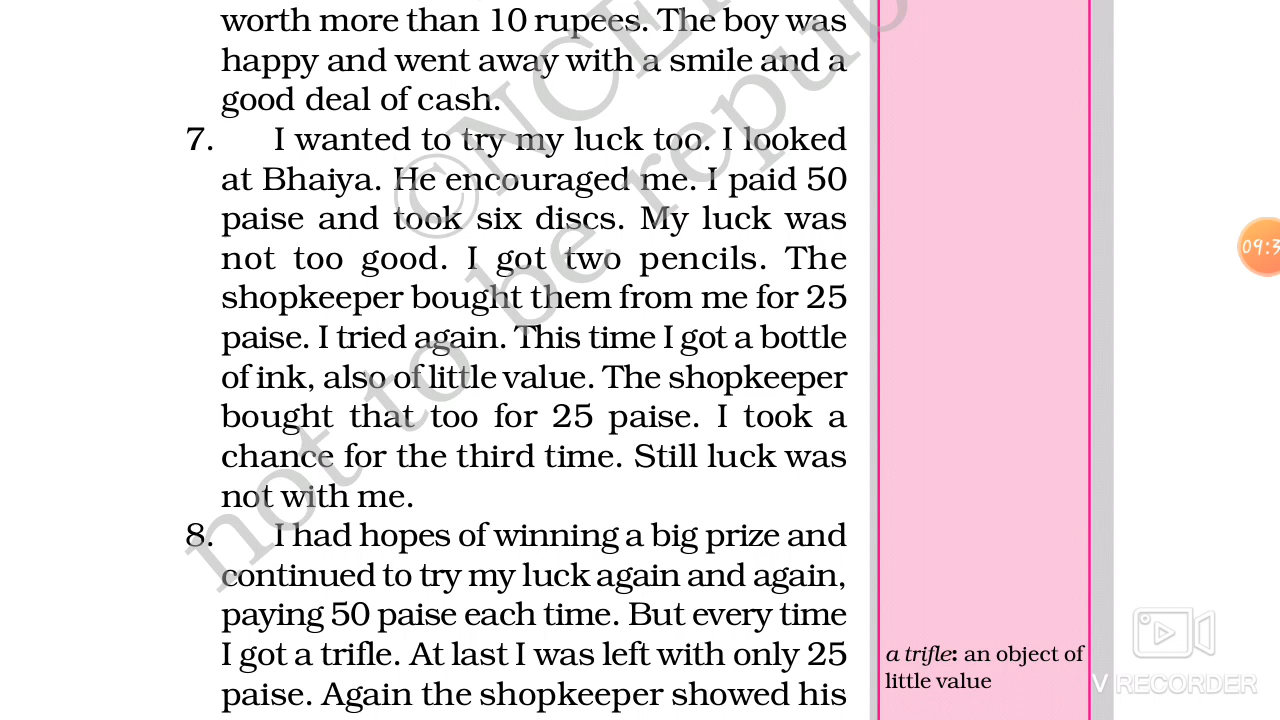 worth more than 10 rupees. The boy was
happy and went away with a smile and a
good deal of cash.
7. I wanted to try my luck too. I looked
at Bhaiya. He encouraged me. I paid 50
paise and took six discs. My luck was
not too good. I got two pencils. The
shopkeeper bought them from me for 25
paise. I tried again. This time I got a bottle
of ink, also of little value. The shopkeeper
bought that too for 25 paise. I took a
chance for the third time. Still luck was
not with me.
8. I had hopes of winning a big prize and
continued to try my luck again and again,
paying 50 paise each time. But every time
I got a trifle. At last I was left with only 25
paise. Again the shopkeeper showed his
a trifle: an object of
little value
©NCE
not to be repub
09:3
V RECORDER